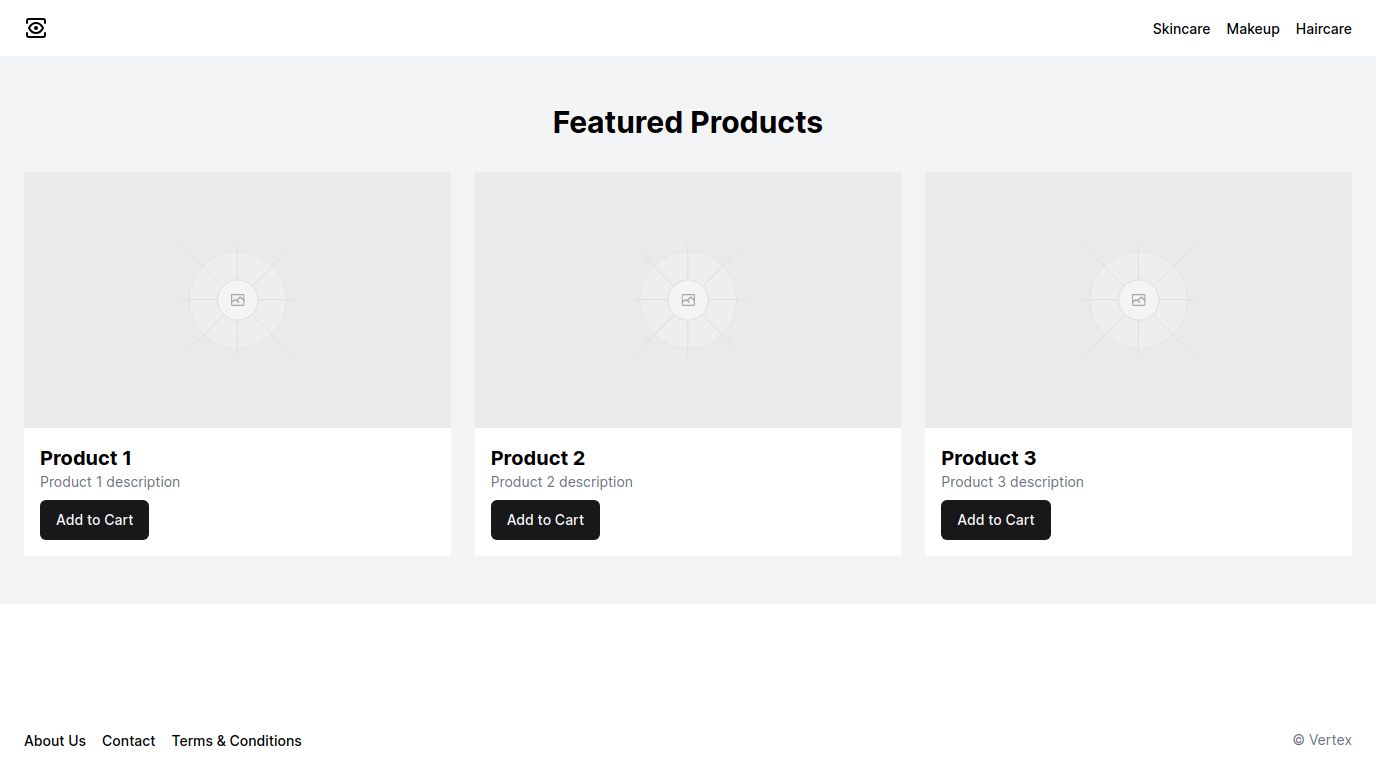 Skincare Makeup Haircare
Featured Products
Product 1
Product 1 description
Add to Cart
Product 2
Product 2 description
Add to Cart
Product 3
Product 3 description
Add to Cart
About Us Contact Terms & Conditions
© Vertex